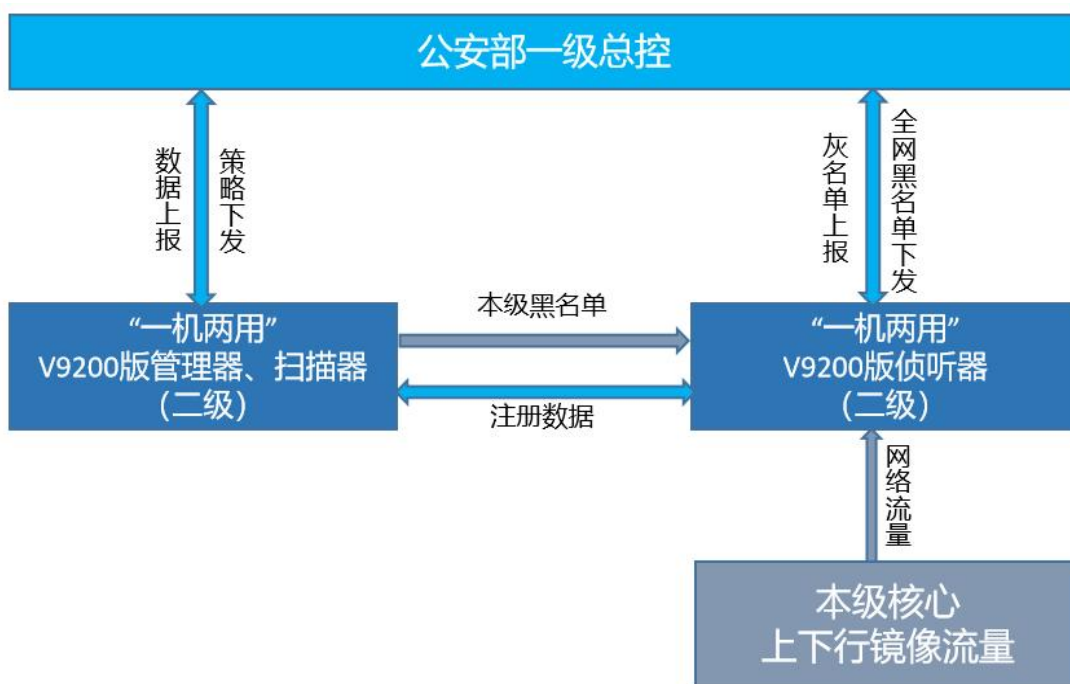 公安部一级总控
数据上报
策略下发
灰名单上报
全网黑名单下发
“一机两用”
V9200版管理器、扫描器
（二级）
本级黑名单
注册数据
“一机两用”
V9200版侦听器
（二级）
网络流量
本级核心
上下行镜像流量